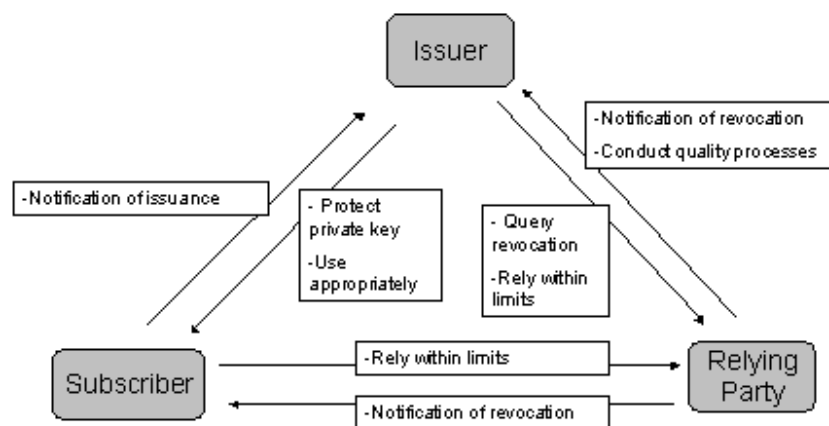 Issuer
-Notification of revocation
-Conduct quality processes
-Notification of issuance
- Protect
private key
-Use
appropriately
- Query
revocation
-Rely within
limits
Subscriber
-Rely within limits
-Notification of revocation
Relying
Party